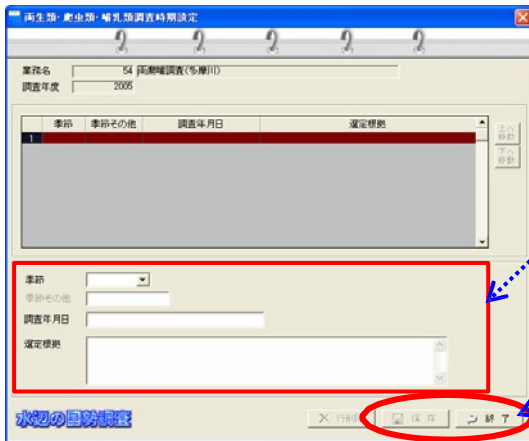 両生類・爬虫類・哺乳類調査時期設定
業務名 54 両爬哺調査(多摩川)
調査年度 2005
季節 季節その他 調査年月日 選定根拠
1
上へ
移動
下へ
移動
季節
季節その他
調査年月日
選定根拠
水辺の国勢調査
行削除 保存 終了